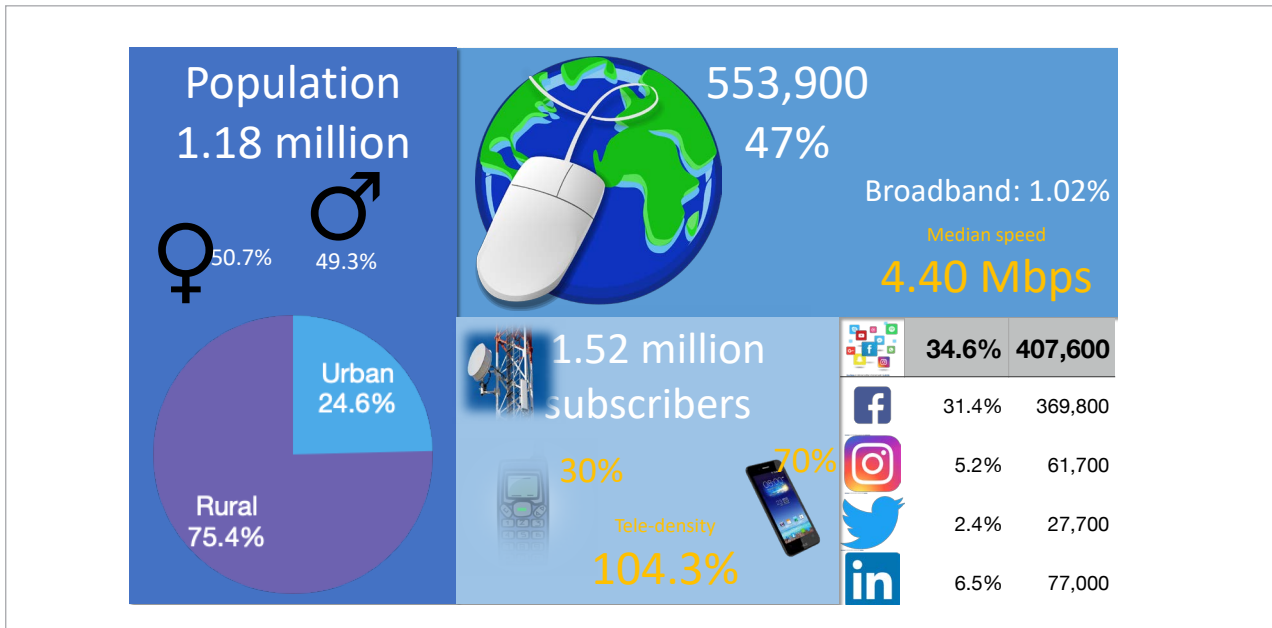 Population
1.18 million
50.7%
49.3%
Urban
24.6%
Rural
75.4%
553,900
47%
Broadband: 1.02%
Median speed
4.40 Mbps
1.52 million
subscribers
30%
70%
Tele-density
104.3%
34.6% 407,600
31.4% 369,800
5.2% 61,700
2.4% 27,700
in 6.5% 77,000